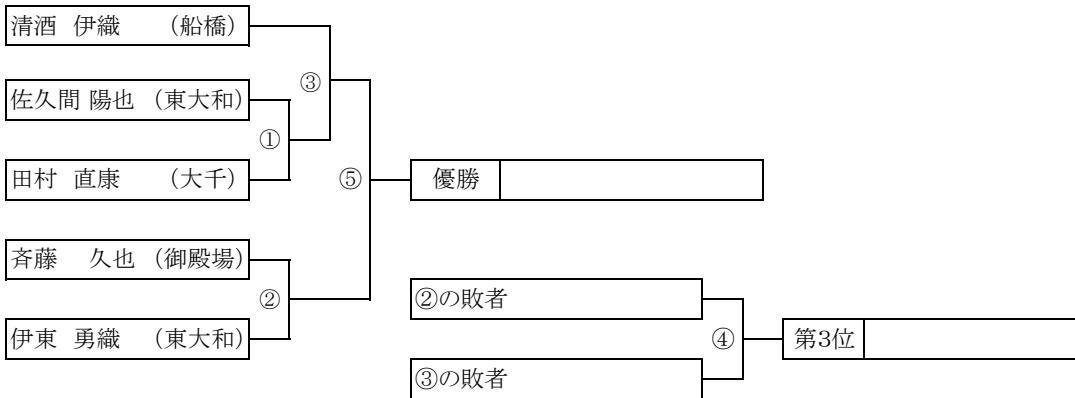 清酒 伊織 （船橋）
③
佐久間 陽也 （東大和）
①
田村 直康 （大千）
⑤
優勝
斉藤 久也 （御殿場）
②
②の敗者
伊東 勇織 （東大和）
④
第3位
③の敗者